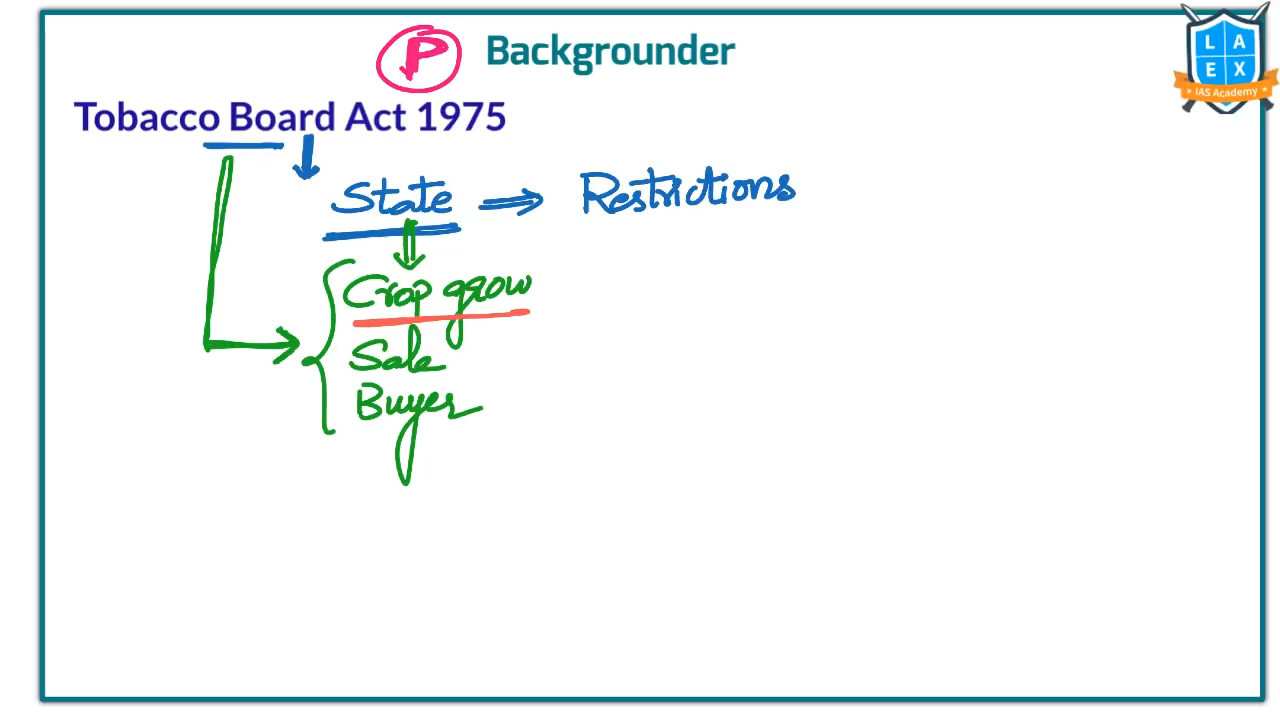 P Backgrounder
L A
E X
IAS Academy
Tobacco Board Act 1975
State ⇒ Restrictions
Crop grow
Sale
Buyer